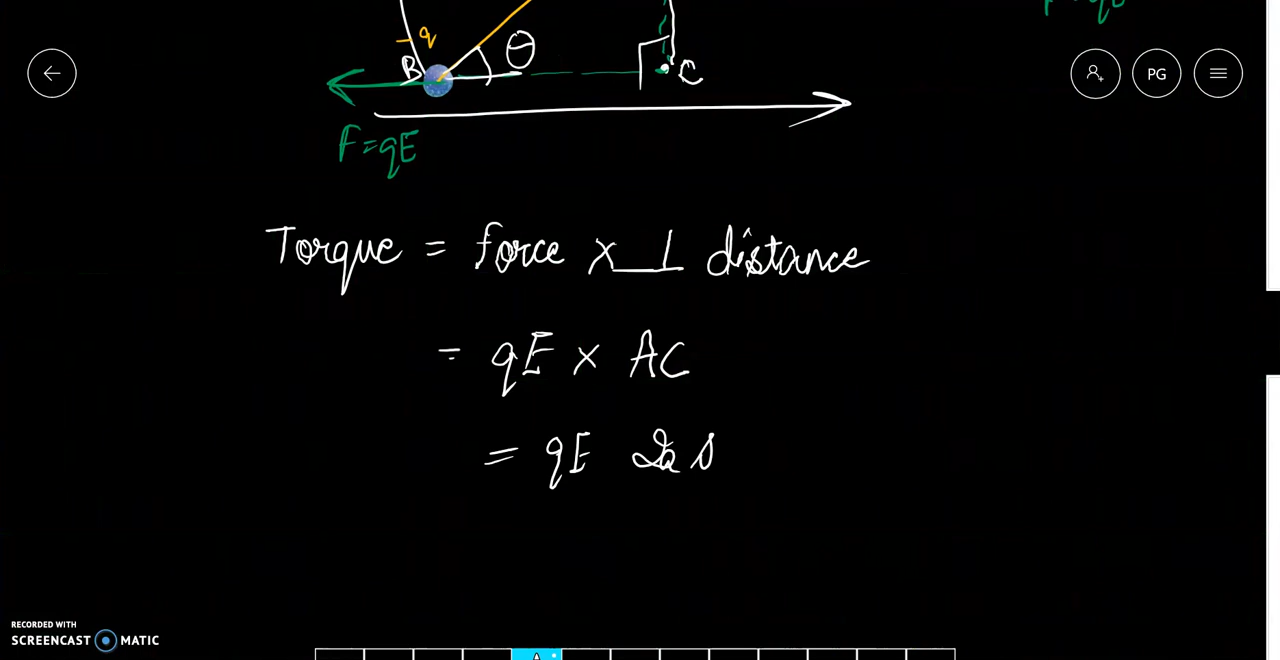 -q
θ
B
C
PG
F=qE
Torque = force × ⊥ distance
= qE × AC
= qE 2a s
RECORDED WITH
SCREENCAST MATIC